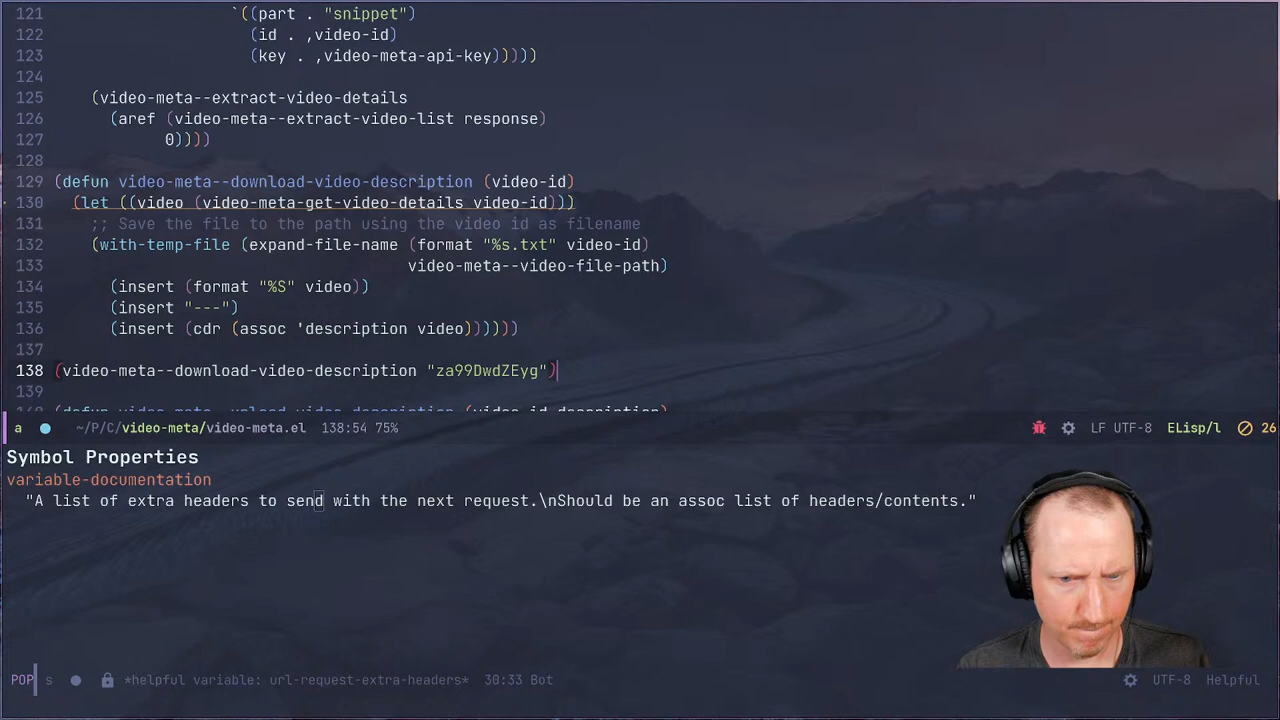 121 `((part . "snippet")
122 (id . ,video-id)
123 (key . ,video-meta-api-key)))))
124
125 (video-meta--extract-video-details
126 (aref (video-meta--extract-video-list response)
127 0))))
128
129 (defun video-meta--download-video-description (video-id)
130 (let ((video (video-meta-get-video-details video-id)))
131 ;; Save the file to the path using the video id as filename
132 (with-temp-file (expand-file-name (format "%s.txt" video-id)
133 video-meta--video-file-path)
134 (insert (format "%S" video))
135 (insert "---")
136 (insert (cdr (assoc 'description video))))))
137
138 (video-meta--download-video-description "za99DwdZEyg")
139
a ~/P/C/video-meta/video-meta.el 138:54 75% LF UTF-8 ELisp/l 26
Symbol Properties
variable-documentation
"A list of extra headers to send with the next request.\nShould be an assoc list of headers/contents."
POP s *helpful variable: url-request-extra-headers* 30:33 Bot UTF-8 Helpful